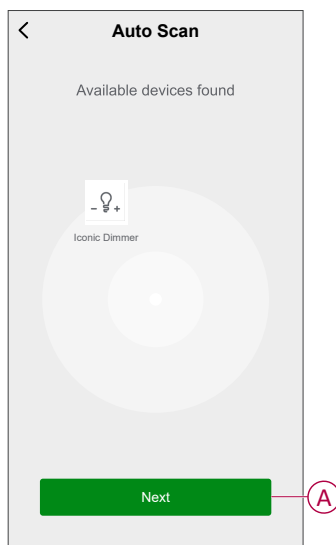 Auto Scan
Available devices found
- +
Iconic Dimmer
Next
A